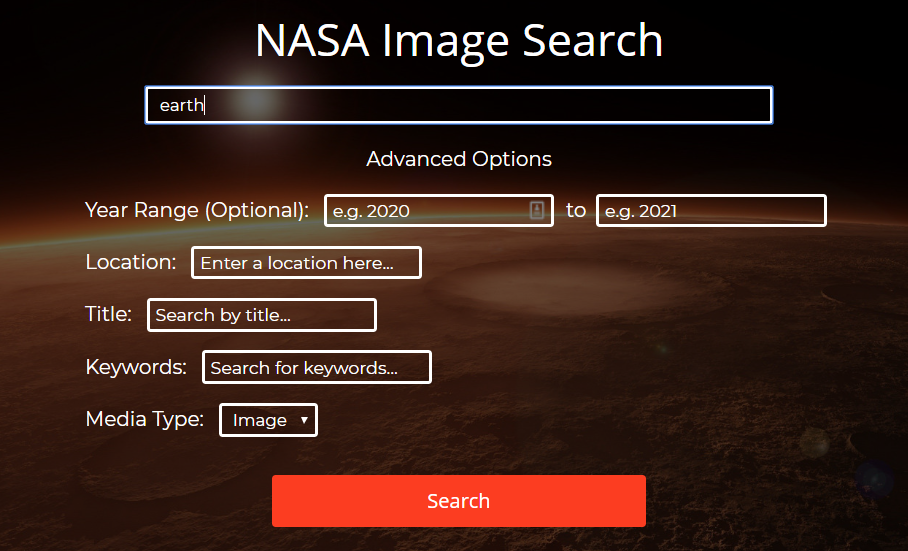 NASA Image Search
earth
Advanced Options
Year Range (Optional): e.g. 2020 to e.g. 2021
Location: Enter a location here...
Title: Search by title...
Keywords: Search for keywords...
Media Type: Image
Search